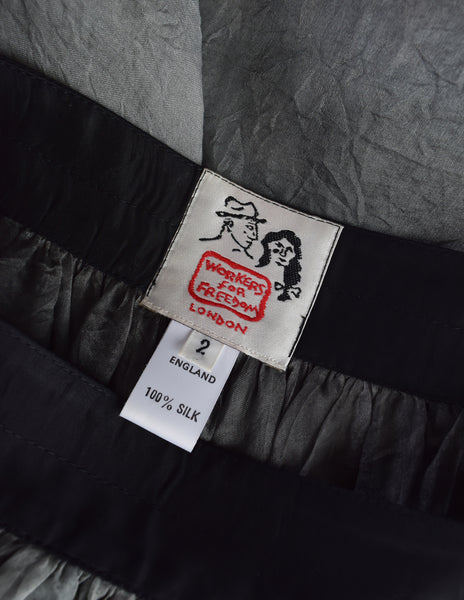 WORKERS
for
FREEDOM
LONDON
2
ENGLAND
100% SILK